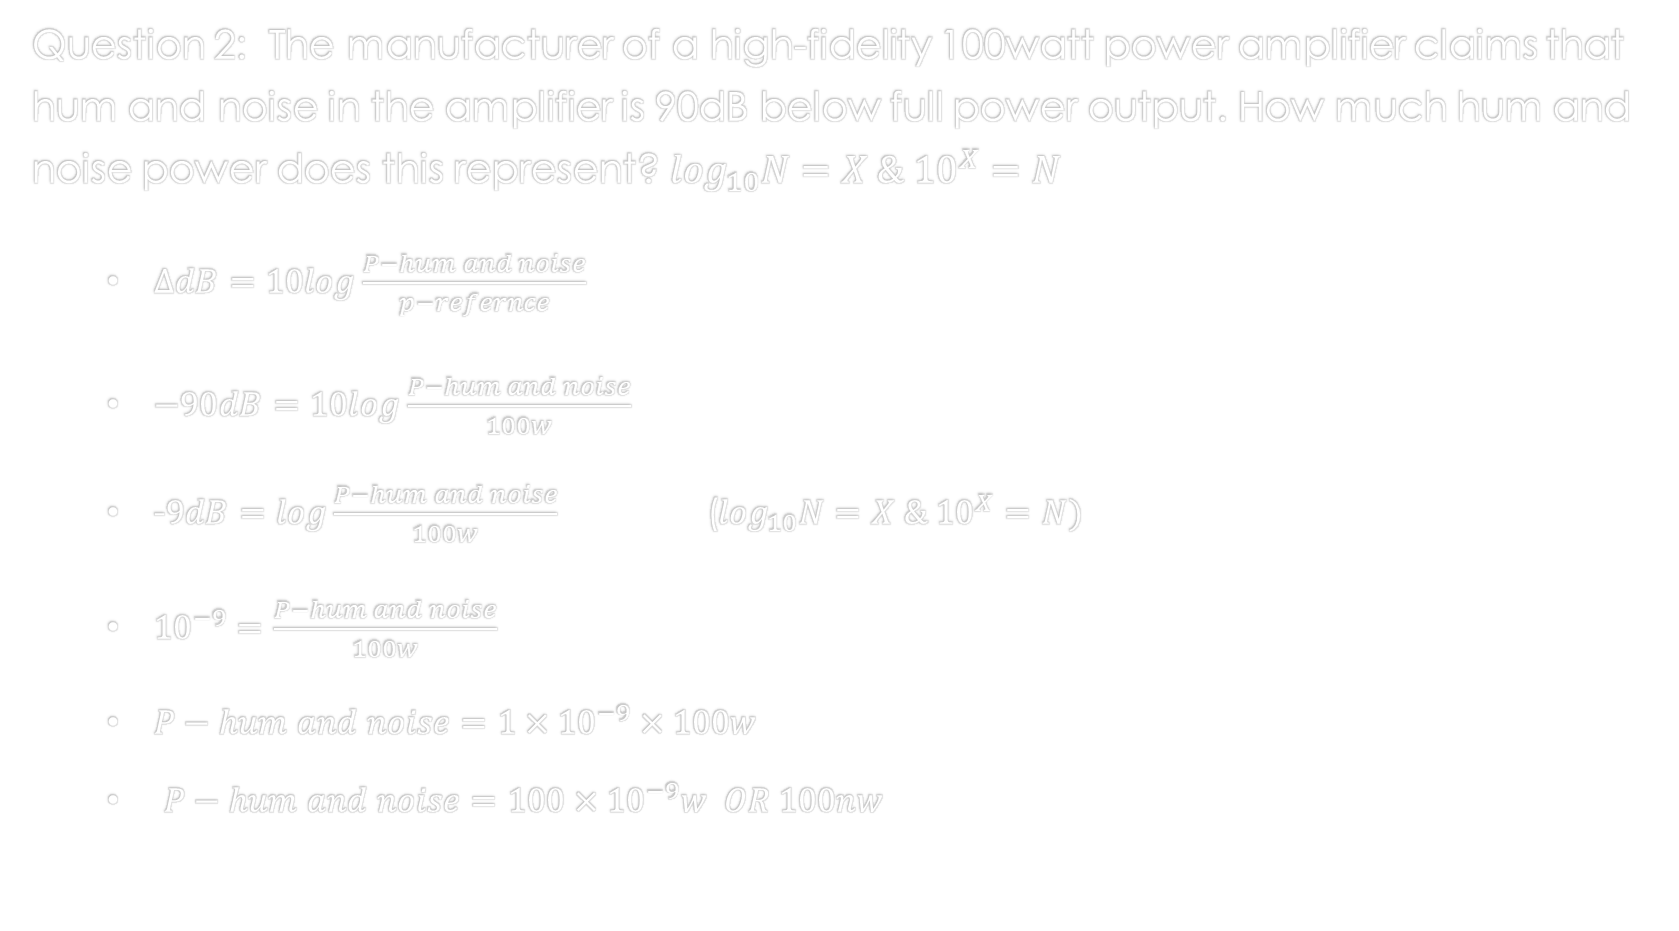 Question 2: The manufacturer of a high-fidelity 100watt power amplifier claims that
hum and noise in the amplifier is 90dB below full power output. How much hum and
noise power does this represent? log₁₀N = X & 10ˣ = N
• ΔdB = 10log (P−hum and noise)/(p−refernce)
• −90dB = 10log (P−hum and noise)/(100w)
• -9dB = log (P−hum and noise)/(100w) (log₁₀N = X & 10ˣ = N)
• 10⁻⁹ = (P−hum and noise)/(100w)
• P − hum and noise = 1 × 10⁻⁹ × 100w
• P − hum and noise = 100 × 10⁻⁹w OR 100nw